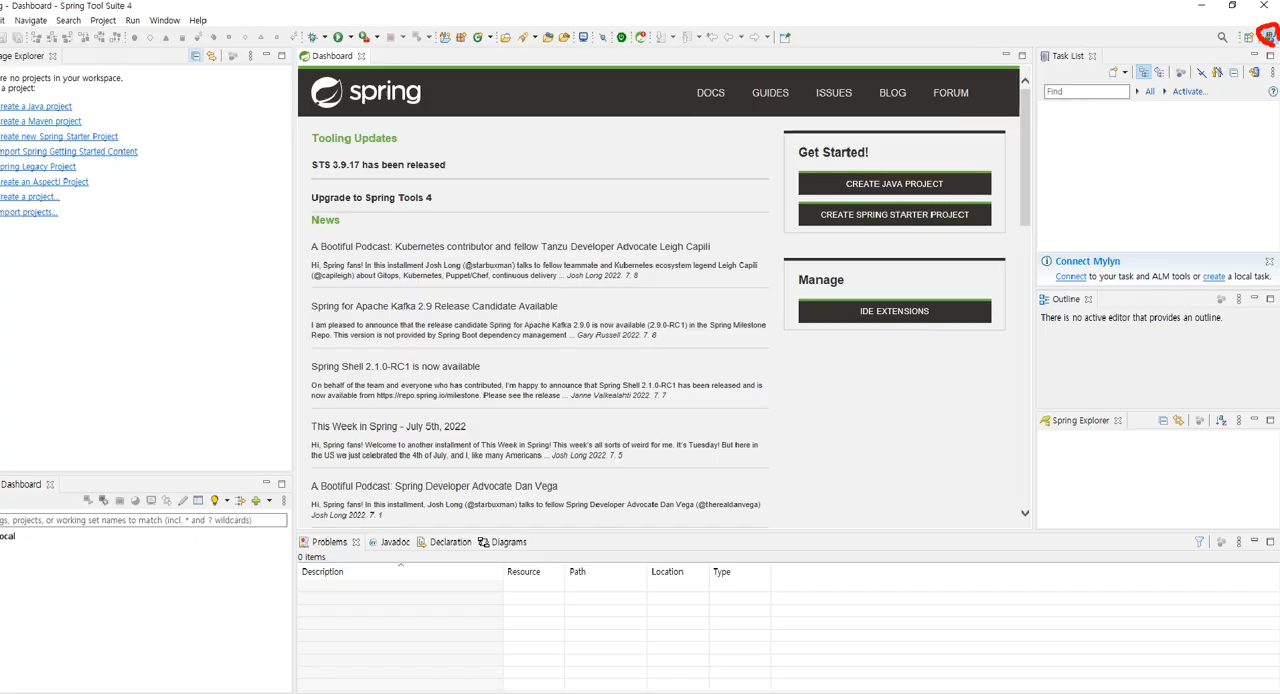 g - Dashboard - Spring Tool Suite 4
it Navigate Search Project Run Window Help
age Explorer
re no projects in your workspace.
a project:
reate a Java project
reate a Maven project
reate new Spring Starter Project
mport Spring Getting Started Content
pring Legacy Project
reate an AspectJ Project
reate a project...
mport projects...
Dashboard
gs, projects, or working set names to match (incl. * and ? wildcards)
ocal
Dashboard
spring
DOCS GUIDES ISSUES BLOG FORUM
Tooling Updates
STS 3.9.17 has been released
Upgrade to Spring Tools 4
News
A Bootiful Podcast: Kubernetes contributor and fellow Tanzu Developer Advocate Leigh Capili
Hi, Spring fans! In this installment Josh Long (@starbuxman) talks to fellow teammate and Kubernetes ecosystem legend Leigh Capili
(@capileigh) about Gitops, Kubernetes, Puppet/Chef, continuous delivery ... Josh Long 2022. 7. 8
Spring for Apache Kafka 2.9 Release Candidate Available
I am pleased to announce that the release candidate Spring for Apache Kafka 2.9.0 is now available (2.9.0-RC1) in the Spring Milestone
Repo. This version is not provided by Spring Boot dependency management ... Gary Russell 2022. 7. 8
Spring Shell 2.1.0-RC1 is now available
On behalf of the team and everyone who has contributed, I'm happy to announce that Spring Shell 2.1.0-RC1 has been released and is
now available from https://repo.spring.io/milestone. Please see the release ... Janne Valkealahti 2022. 7. 7
This Week in Spring - July 5th, 2022
Hi, Spring fans! Welcome to another installment of This Week in Spring! This week's all sorts of weird for me. It's Tuesday! But here in
the US we just celebrated the 4th of July, and I, like many Americans ... Josh Long 2022. 7. 5
A Bootiful Podcast: Spring Developer Advocate Dan Vega
Hi, Spring fans! In this installment, Josh Long (@starbuxman) talks to fellow Spring Developer Advocate Dan Vega (@therealdanvega)
Josh Long 2022. 7. 1
Get Started!
CREATE JAVA PROJECT
CREATE SPRING STARTER PROJECT
Manage
IDE EXTENSIONS
Problems Javadoc Declaration Diagrams
0 items
Description Resource Path Location Type
Task List
Find All Activate...
Connect Mylyn
Connect to your task and ALM tools or create a local task.
Outline
There is no active editor that provides an outline.
Spring Explorer